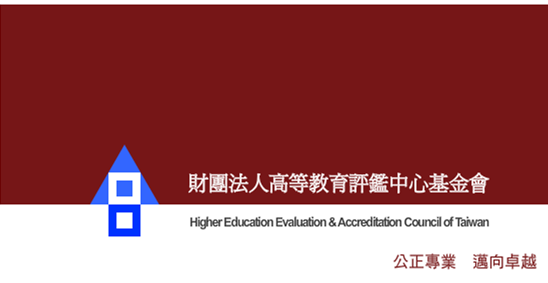 財團法人高等教育評鑑中心基金會
Higher Education Evaluation & Accreditation Council of Taiwan
公正專業　邁向卓越